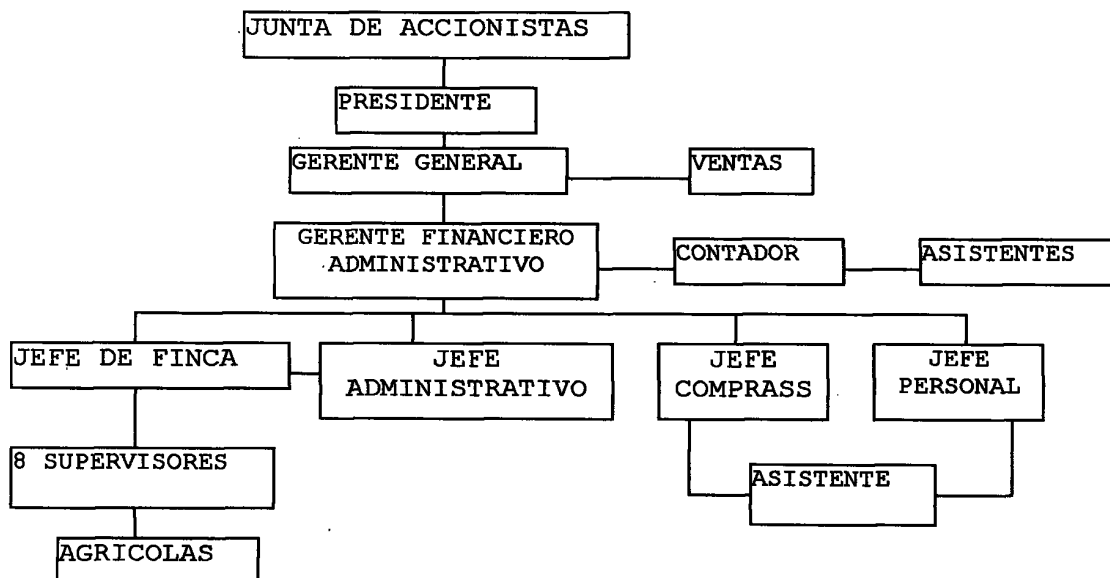 JUNTA DE ACCIONISTAS
PRESIDENTE
GERENTE GENERAL
VENTAS
GERENTE FINANCIERO
ADMINISTRATIVO
CONTADOR
ASISTENTES
JEFE DE FINCA
JEFE
ADMINISTRATIVO
JEFE
COMPRASS
JEFE
PERSONAL
8 SUPERVISORES
ASISTENTE
AGRICOLAS